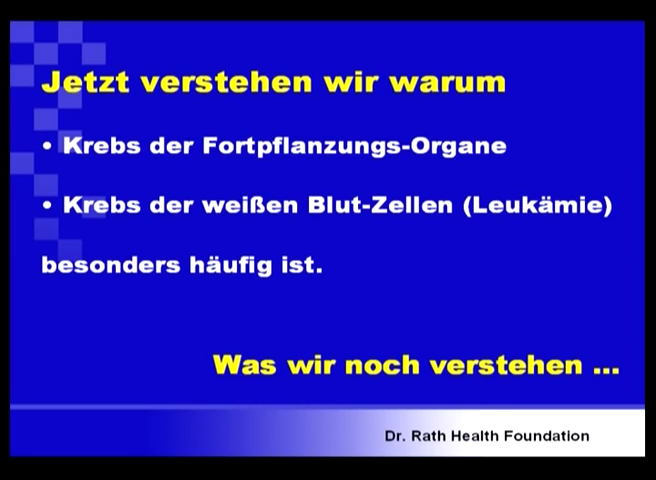 Jetzt verstehen wir warum
• Krebs der Fortpflanzungs-Organe
• Krebs der weißen Blut-Zellen (Leukämie)
besonders häufig ist.
Was wir noch verstehen ...
Dr. Rath Health Foundation